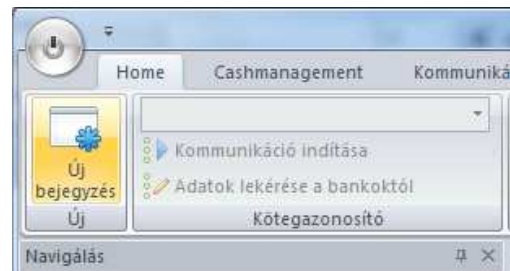 Home Cashmanagement Kommuniká
Kommunikáció indítása
Új
bejegyzés
Adatok lekérése a bankoktól
Új
Kötegazonosító
Navigálás